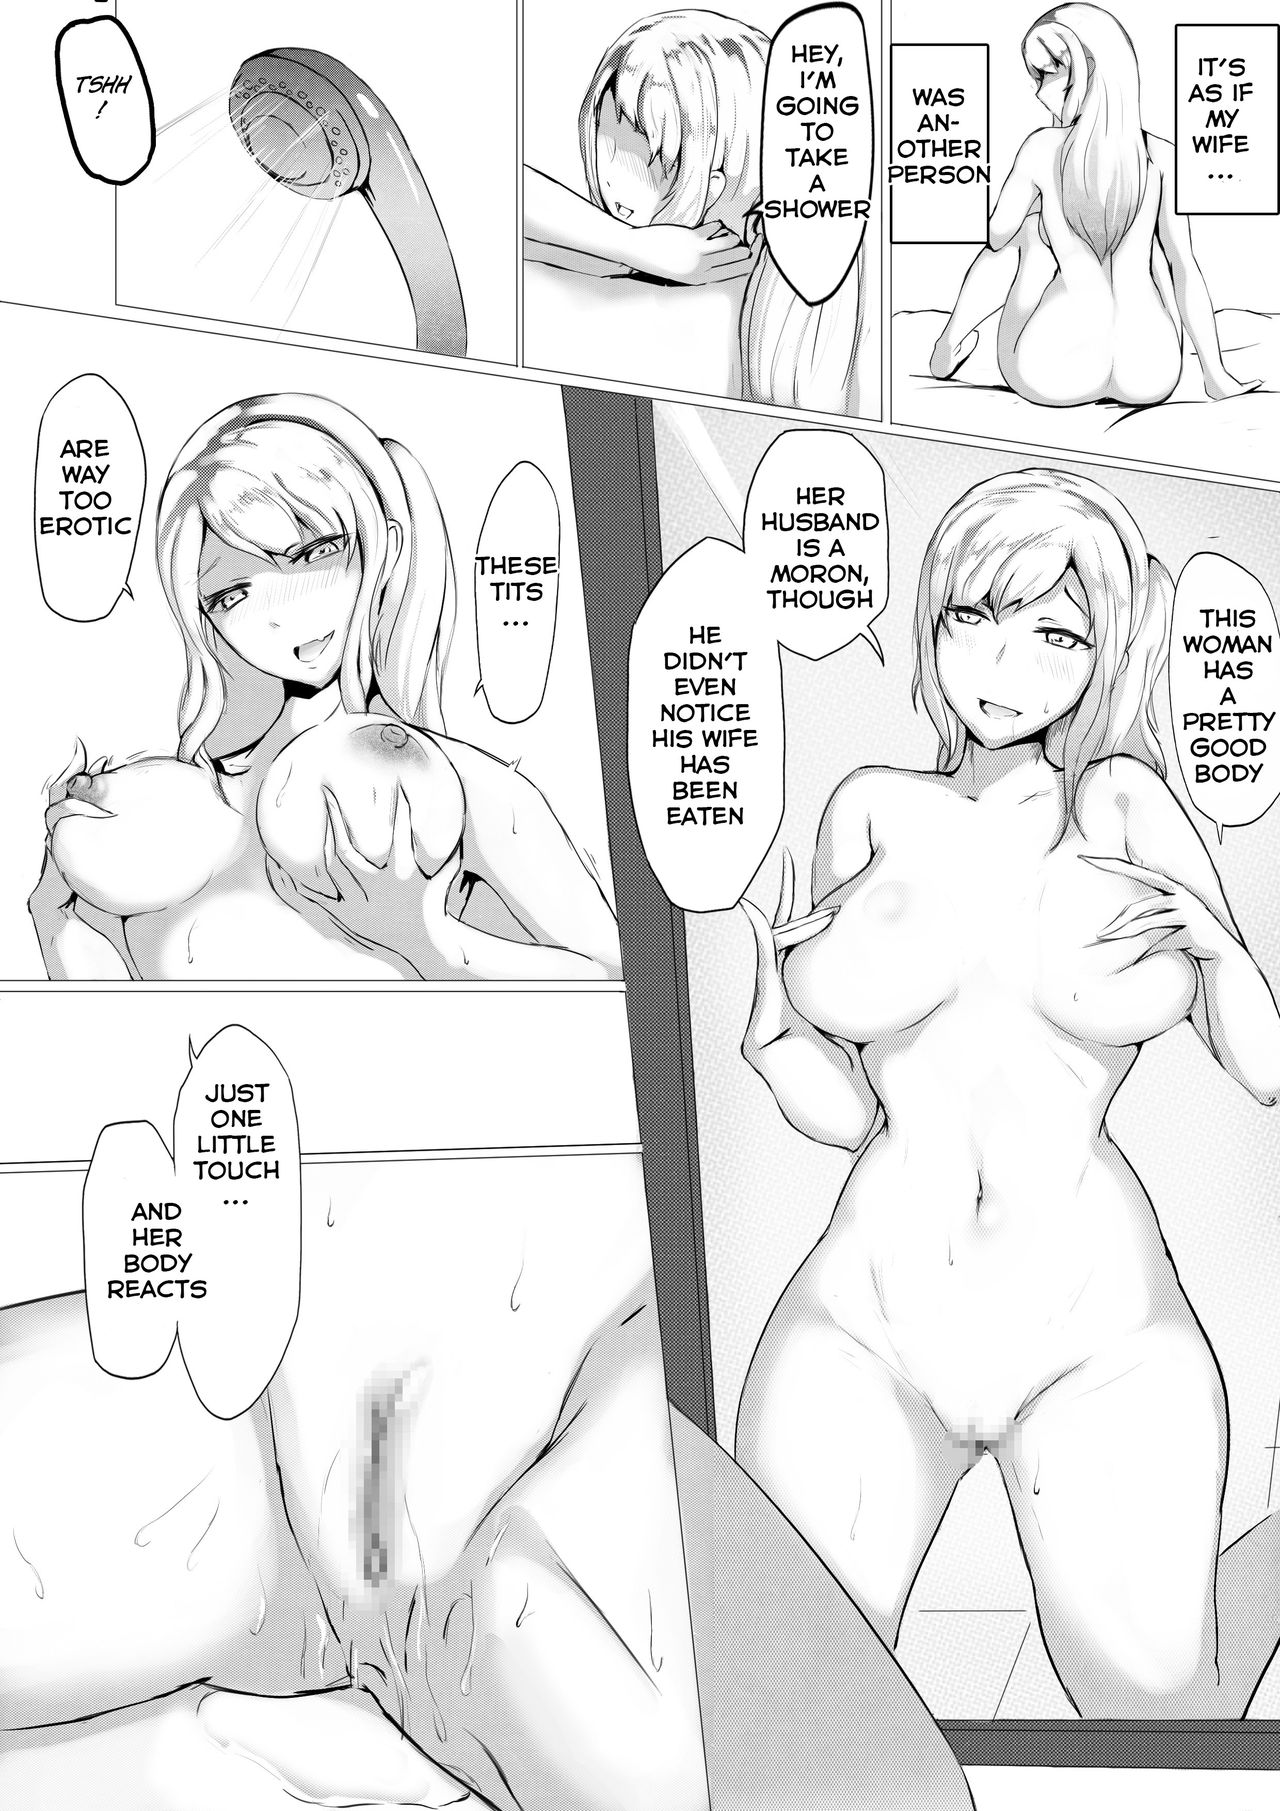 IT'S
AS IF
MY
WIFE
...
WAS
AN-
OTHER
PERSON
HEY,
I'M
GOING
TO
TAKE
A
SHOWER
TSHH
!
THIS
WOMAN
HAS
A
PRETTY
GOOD
BODY
HER
HUSBAND
IS A
MORON,
THOUGH
HE
DIDN'T
EVEN
NOTICE
HIS WIFE
HAS
BEEN
EATEN
THESE
TITS
...
ARE
WAY
TOO
EROTIC
JUST
ONE
LITTLE
TOUCH
...
AND
HER
BODY
REACTS